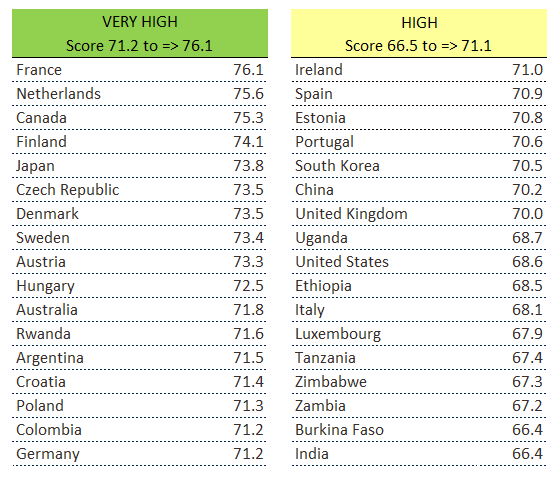 VERY HIGH
Score 71.2 to => 76.1
France 76.1
Netherlands 75.6
Canada 75.3
Finland 74.1
Japan 73.8
Czech Republic 73.5
Denmark 73.5
Sweden 73.4
Austria 73.3
Hungary 72.5
Australia 71.8
Rwanda 71.6
Argentina 71.5
Croatia 71.4
Poland 71.3
Colombia 71.2
Germany 71.2
HIGH
Score 66.5 to => 71.1
Ireland 71.0
Spain 70.9
Estonia 70.8
Portugal 70.6
South Korea 70.5
China 70.2
United Kingdom 70.0
Uganda 68.7
United States 68.6
Ethiopia 68.5
Italy 68.1
Luxembourg 67.9
Tanzania 67.4
Zimbabwe 67.3
Zambia 67.2
Burkina Faso 66.4
India 66.4